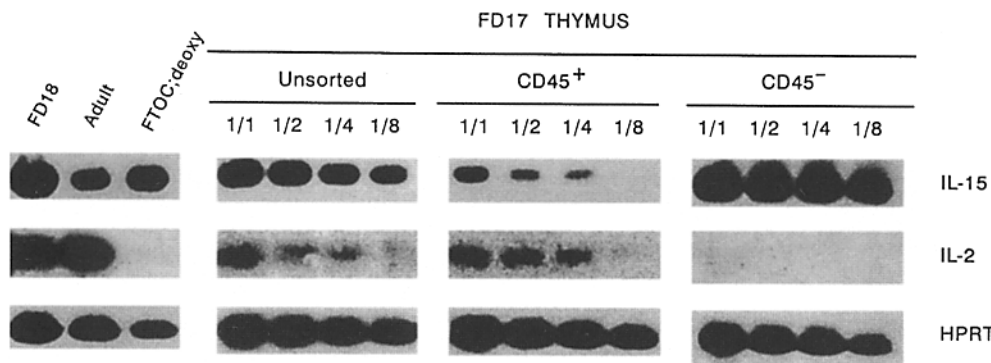 FD17 THYMUS
FD18 Adult FTOC;deoxy Unsorted CD45+ CD45−
1/1 1/2 1/4 1/8 1/1 1/2 1/4 1/8 1/1 1/2 1/4 1/8
IL-15
IL-2
HPRT